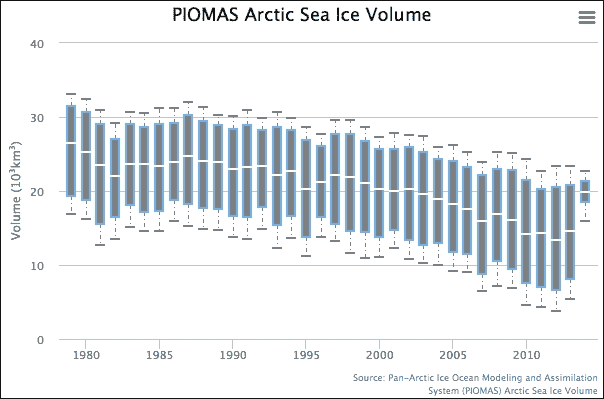 PIOMAS Arctic Sea Ice Volume
40
30
20
10
0
Volume (10³km³)
1980 1985 1990 1995 2000 2005 2010
Source: Pan-Arctic Ice Ocean Modeling and Assimilation
System (PIOMAS) Arctic Sea Ice Volume